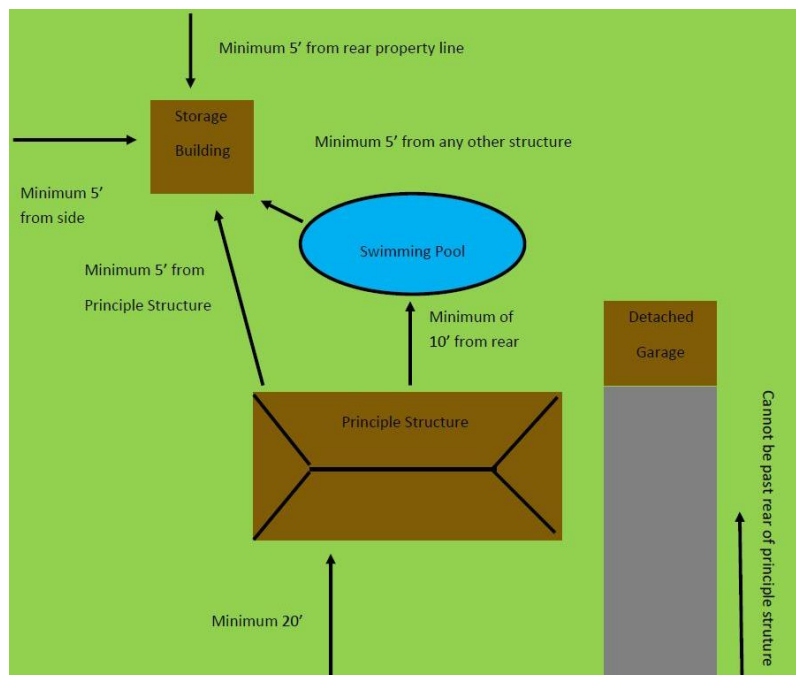 Minimum 5’ from rear property line
Storage
Building
Minimum 5’ from any other structure
Minimum 5’
from side
Swimming Pool
Minimum 5’ from
Principle Structure
Minimum of
10’ from rear
Detached
Garage
Principle Structure
Cannot be past rear of principle struture
Minimum 20’